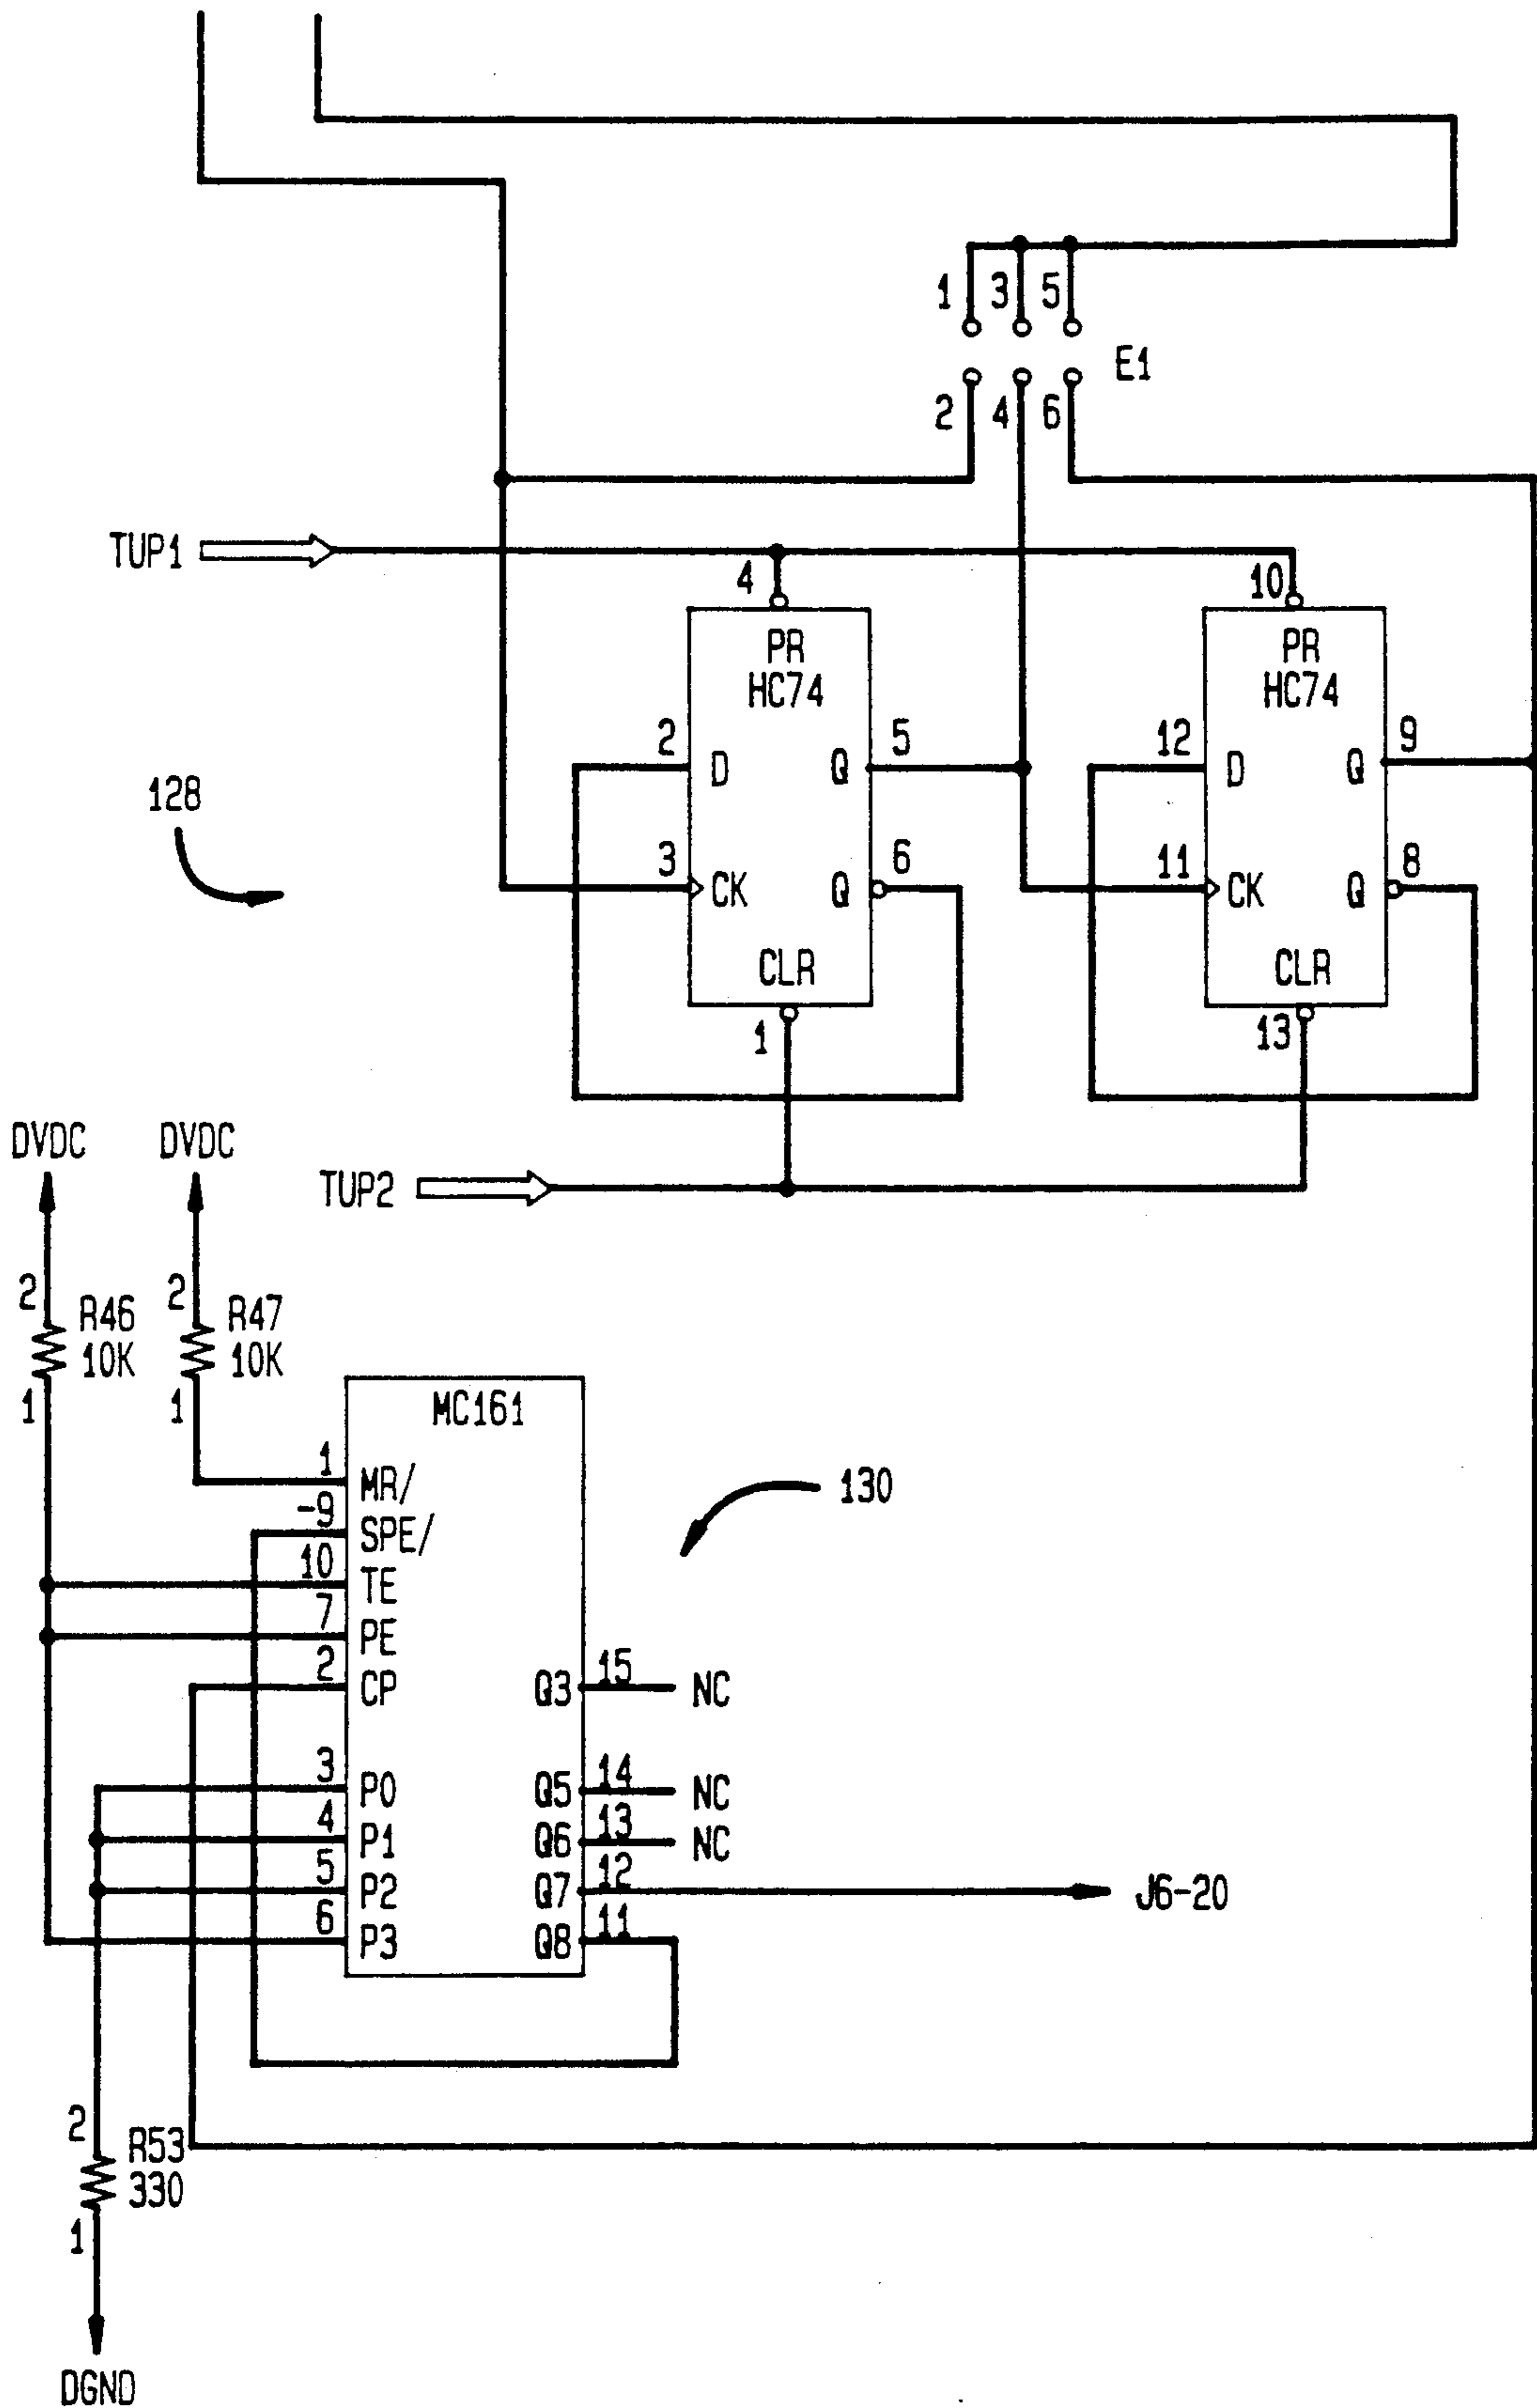 1 3 5
E1
2 4 6
TUP1
4 10
PR PR
HC74 HC74
2 D Q 5 12 D Q 9
128
3 CK Q 6 11 CK Q 8
CLR CLR
1 13
DVDC DVDC
TUP2
2 R46 2 R47
10K 10K
1 1
MC161
1 MR/
130
-9 SPE/
10 TE
7 PE
2 CP Q3 15 NC
3 P0 Q5 14 NC
4 P1 Q6 13 NC
5 P2 Q7 12 J6-20
6 P3 Q8 11
2 R53
330
1
DGND